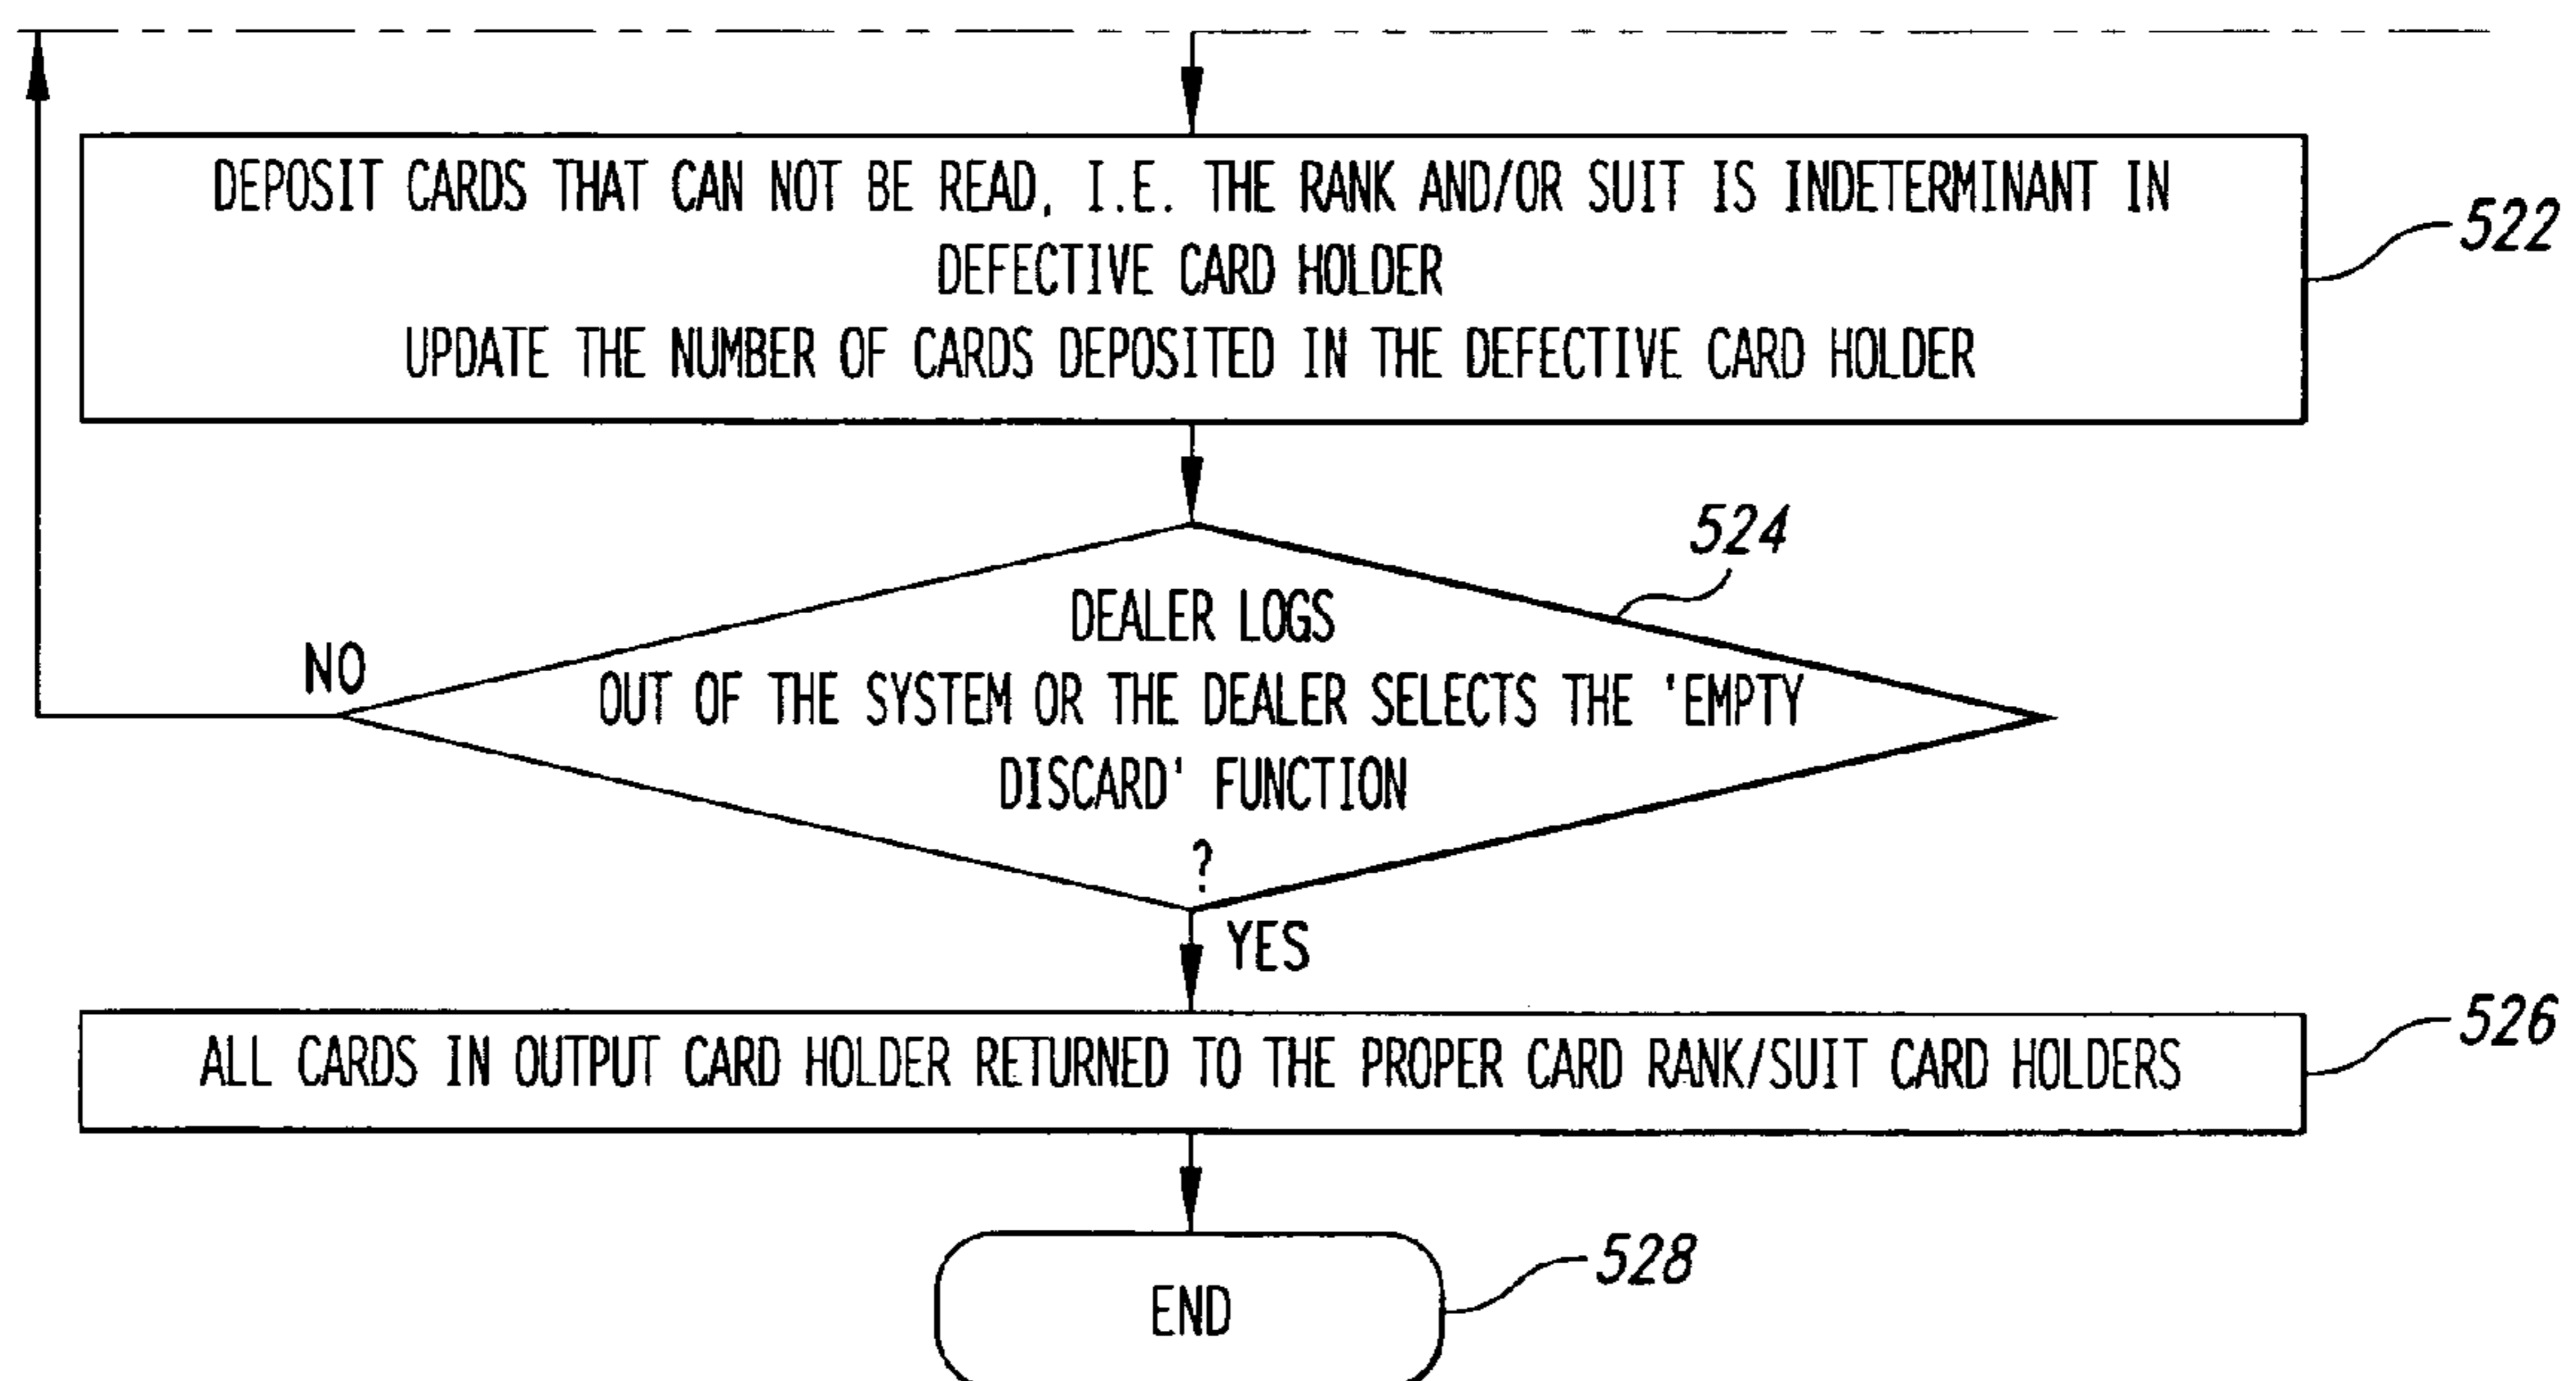 DEPOSIT CARDS THAT CAN NOT BE READ, I.E. THE RANK AND/OR SUIT IS INDETERMINANT IN
DEFECTIVE CARD HOLDER
UPDATE THE NUMBER OF CARDS DEPOSITED IN THE DEFECTIVE CARD HOLDER
522
524
DEALER LOGS
OUT OF THE SYSTEM OR THE DEALER SELECTS THE 'EMPTY
DISCARD' FUNCTION
?
NO
YES
ALL CARDS IN OUTPUT CARD HOLDER RETURNED TO THE PROPER CARD RANK/SUIT CARD HOLDERS
526
END
528